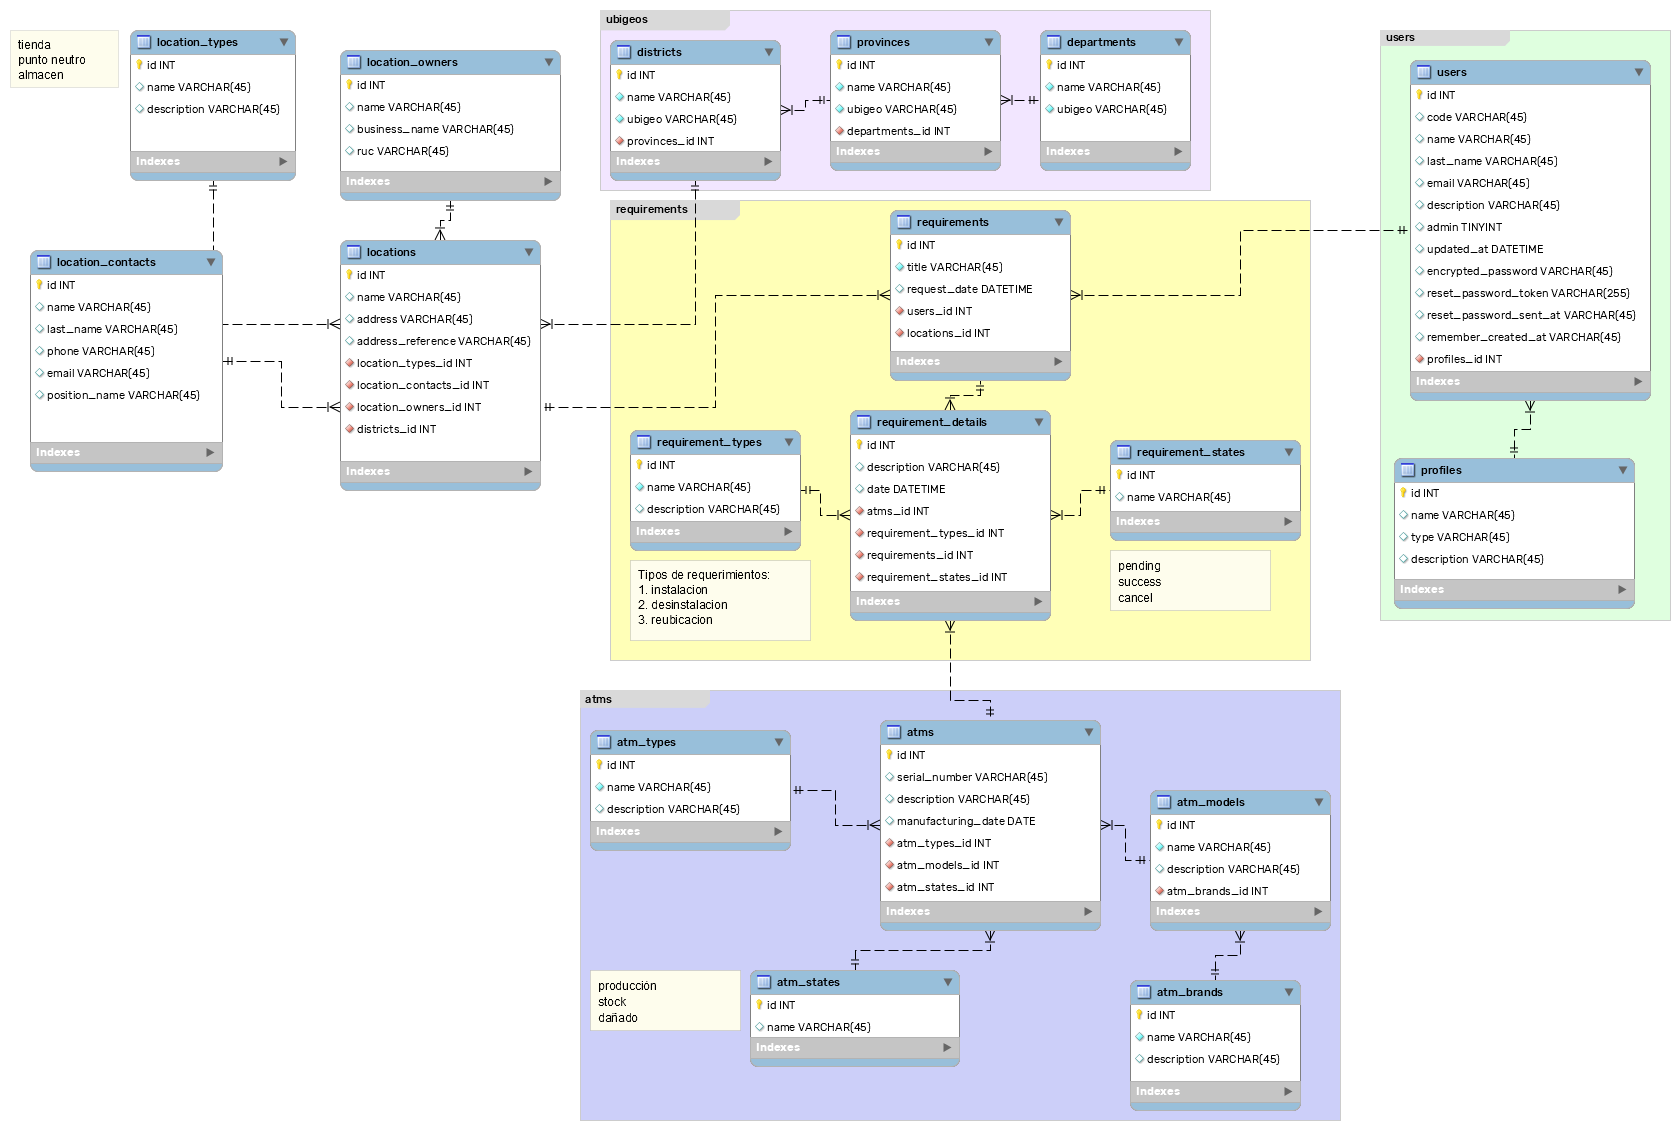 tienda
punto neutro
almacen
location_types
id INT
name VARCHAR(45)
description VARCHAR(45)
Indexes
location_owners
id INT
name VARCHAR(45)
business_name VARCHAR(45)
ruc VARCHAR(45)
Indexes
location_contacts
id INT
name VARCHAR(45)
last_name VARCHAR(45)
phone VARCHAR(45)
email VARCHAR(45)
position_name VARCHAR(45)
Indexes
locations
id INT
name VARCHAR(45)
address VARCHAR(45)
address_reference VARCHAR(45)
location_types_id INT
location_contacts_id INT
location_owners_id INT
districts_id INT
Indexes
ubigeos
districts
id INT
name VARCHAR(45)
ubigeo VARCHAR(45)
provinces_id INT
Indexes
provinces
id INT
name VARCHAR(45)
ubigeo VARCHAR(45)
departments_id INT
Indexes
departments
id INT
name VARCHAR(45)
ubigeo VARCHAR(45)
Indexes
requirements
requirements
id INT
title VARCHAR(45)
request_date DATETIME
users_id INT
locations_id INT
Indexes
requirement_types
id INT
name VARCHAR(45)
description VARCHAR(45)
Indexes
Tipos de requerimientos:
1. instalacion
2. desinstalacion
3. reubicacion
requirement_details
id INT
description VARCHAR(45)
date DATETIME
atms_id INT
requirement_types_id INT
requirements_id INT
requirement_states_id INT
Indexes
requirement_states
id INT
name VARCHAR(45)
Indexes
pending
success
cancel
users
users
id INT
code VARCHAR(45)
name VARCHAR(45)
last_name VARCHAR(45)
email VARCHAR(45)
description VARCHAR(45)
admin TINYINT
updated_at DATETIME
encrypted_password VARCHAR(45)
reset_password_token VARCHAR(255)
reset_password_sent_at VARCHAR(45)
remember_created_at VARCHAR(45)
profiles_id INT
Indexes
profiles
id INT
name VARCHAR(45)
type VARCHAR(45)
description VARCHAR(45)
Indexes
atms
atm_types
id INT
name VARCHAR(45)
description VARCHAR(45)
Indexes
atms
id INT
serial_number VARCHAR(45)
description VARCHAR(45)
manufacturing_date DATE
atm_types_id INT
atm_models_id INT
atm_states_id INT
Indexes
atm_models
id INT
name VARCHAR(45)
description VARCHAR(45)
atm_brands_id INT
Indexes
producción
stock
dañado
atm_states
id INT
name VARCHAR(45)
Indexes
atm_brands
id INT
name VARCHAR(45)
description VARCHAR(45)
Indexes